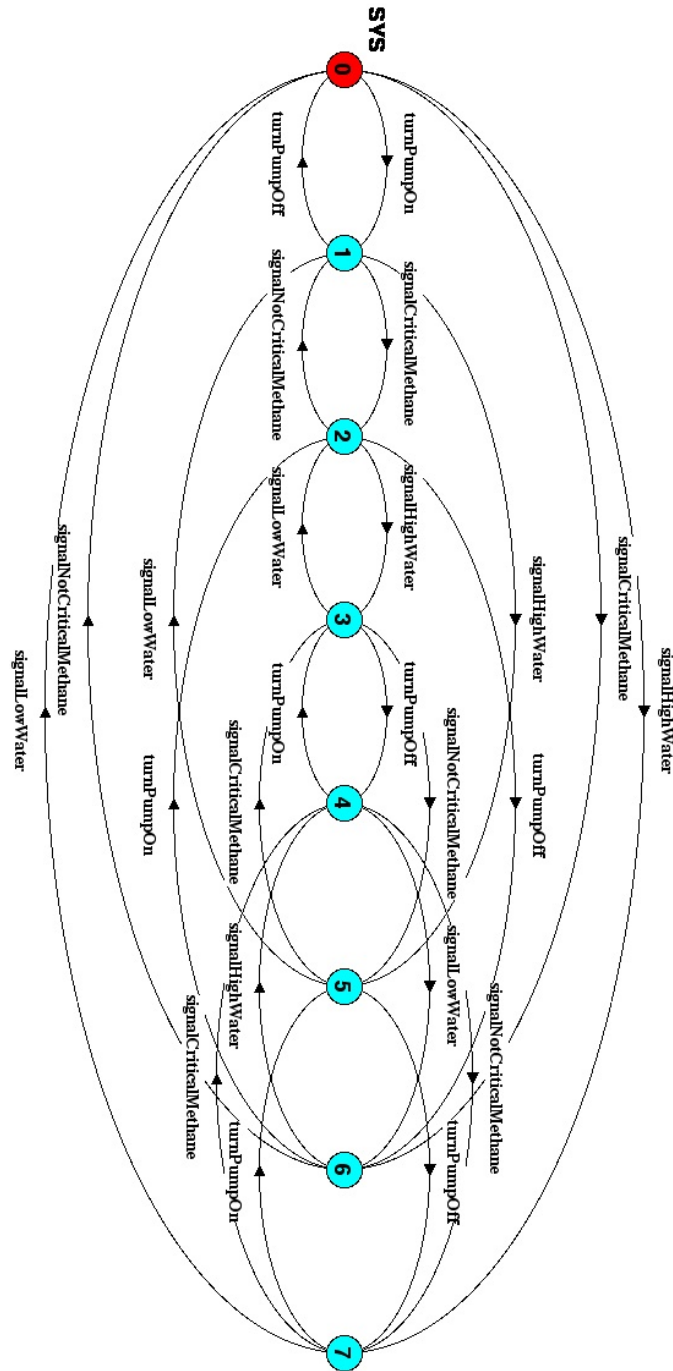 SYS
0
turnPumpOff
turnPumpOn
1
signalNotCriticalMethane
signalCriticalMethane
2
signalLowWater
signalHighWater
signalNotCriticalMethane
signalLowWater
signalHighWater
signalCriticalMethane
3
signalLowWater
turnPumpOn
turnPumpOff
signalHighWater
4
turnPumpOn
signalCriticalMethane
signalNotCriticalMethane
turnPumpOff
5
signalHighWater
signalLowWater
signalCriticalMethane
signalNotCriticalMethane
6
turnPumpOn
turnPumpOff
7